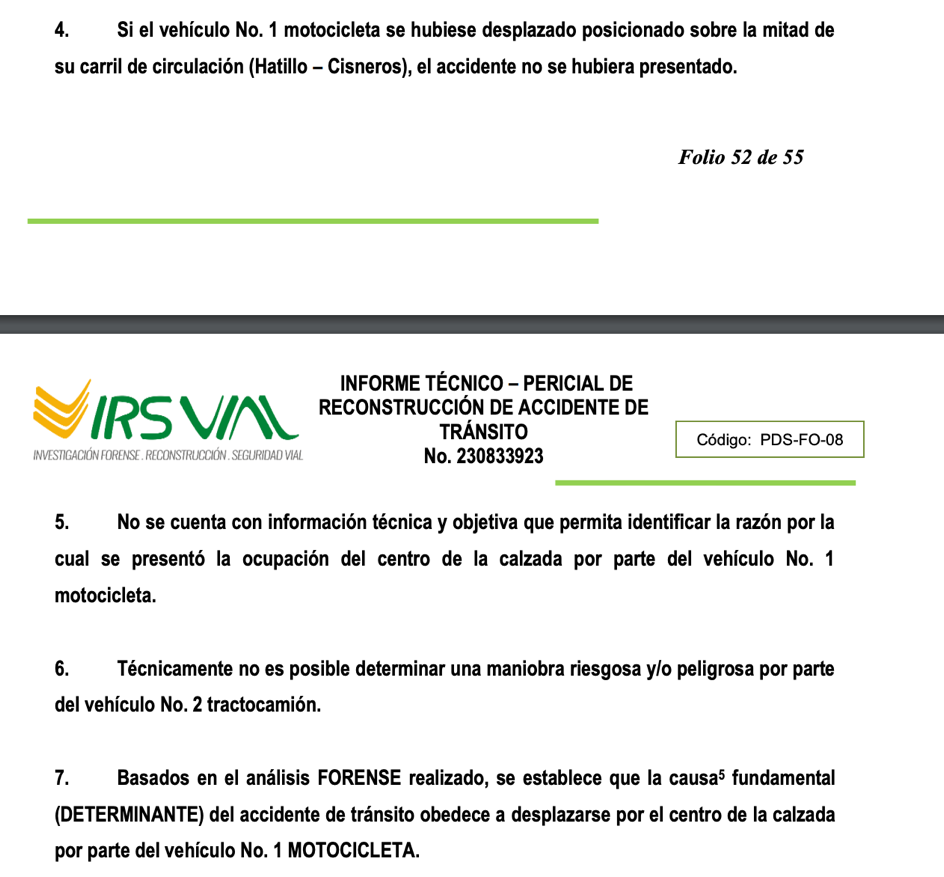 4. Si el vehículo No. 1 motocicleta se hubiese desplazado posicionado sobre la mitad de
su carril de circulación (Hatillo – Cisneros), el accidente no se hubiera presentado.
Folio 52 de 55
IRS VIAL
INVESTIGACIÓN FORENSE . RECONSTRUCCIÓN . SEGURIDAD VIAL
INFORME TÉCNICO – PERICIAL DE
RECONSTRUCCIÓN DE ACCIDENTE DE
TRÁNSITO
No. 230833923
Código: PDS-FO-08
5. No se cuenta con información técnica y objetiva que permita identificar la razón por la
cual se presentó la ocupación del centro de la calzada por parte del vehículo No. 1
motocicleta.
6. Técnicamente no es posible determinar una maniobra riesgosa y/o peligrosa por parte
del vehículo No. 2 tractocamión.
7. Basados en el análisis FORENSE realizado, se establece que la causa⁵ fundamental
(DETERMINANTE) del accidente de tránsito obedece a desplazarse por el centro de la calzada
por parte del vehículo No. 1 MOTOCICLETA.